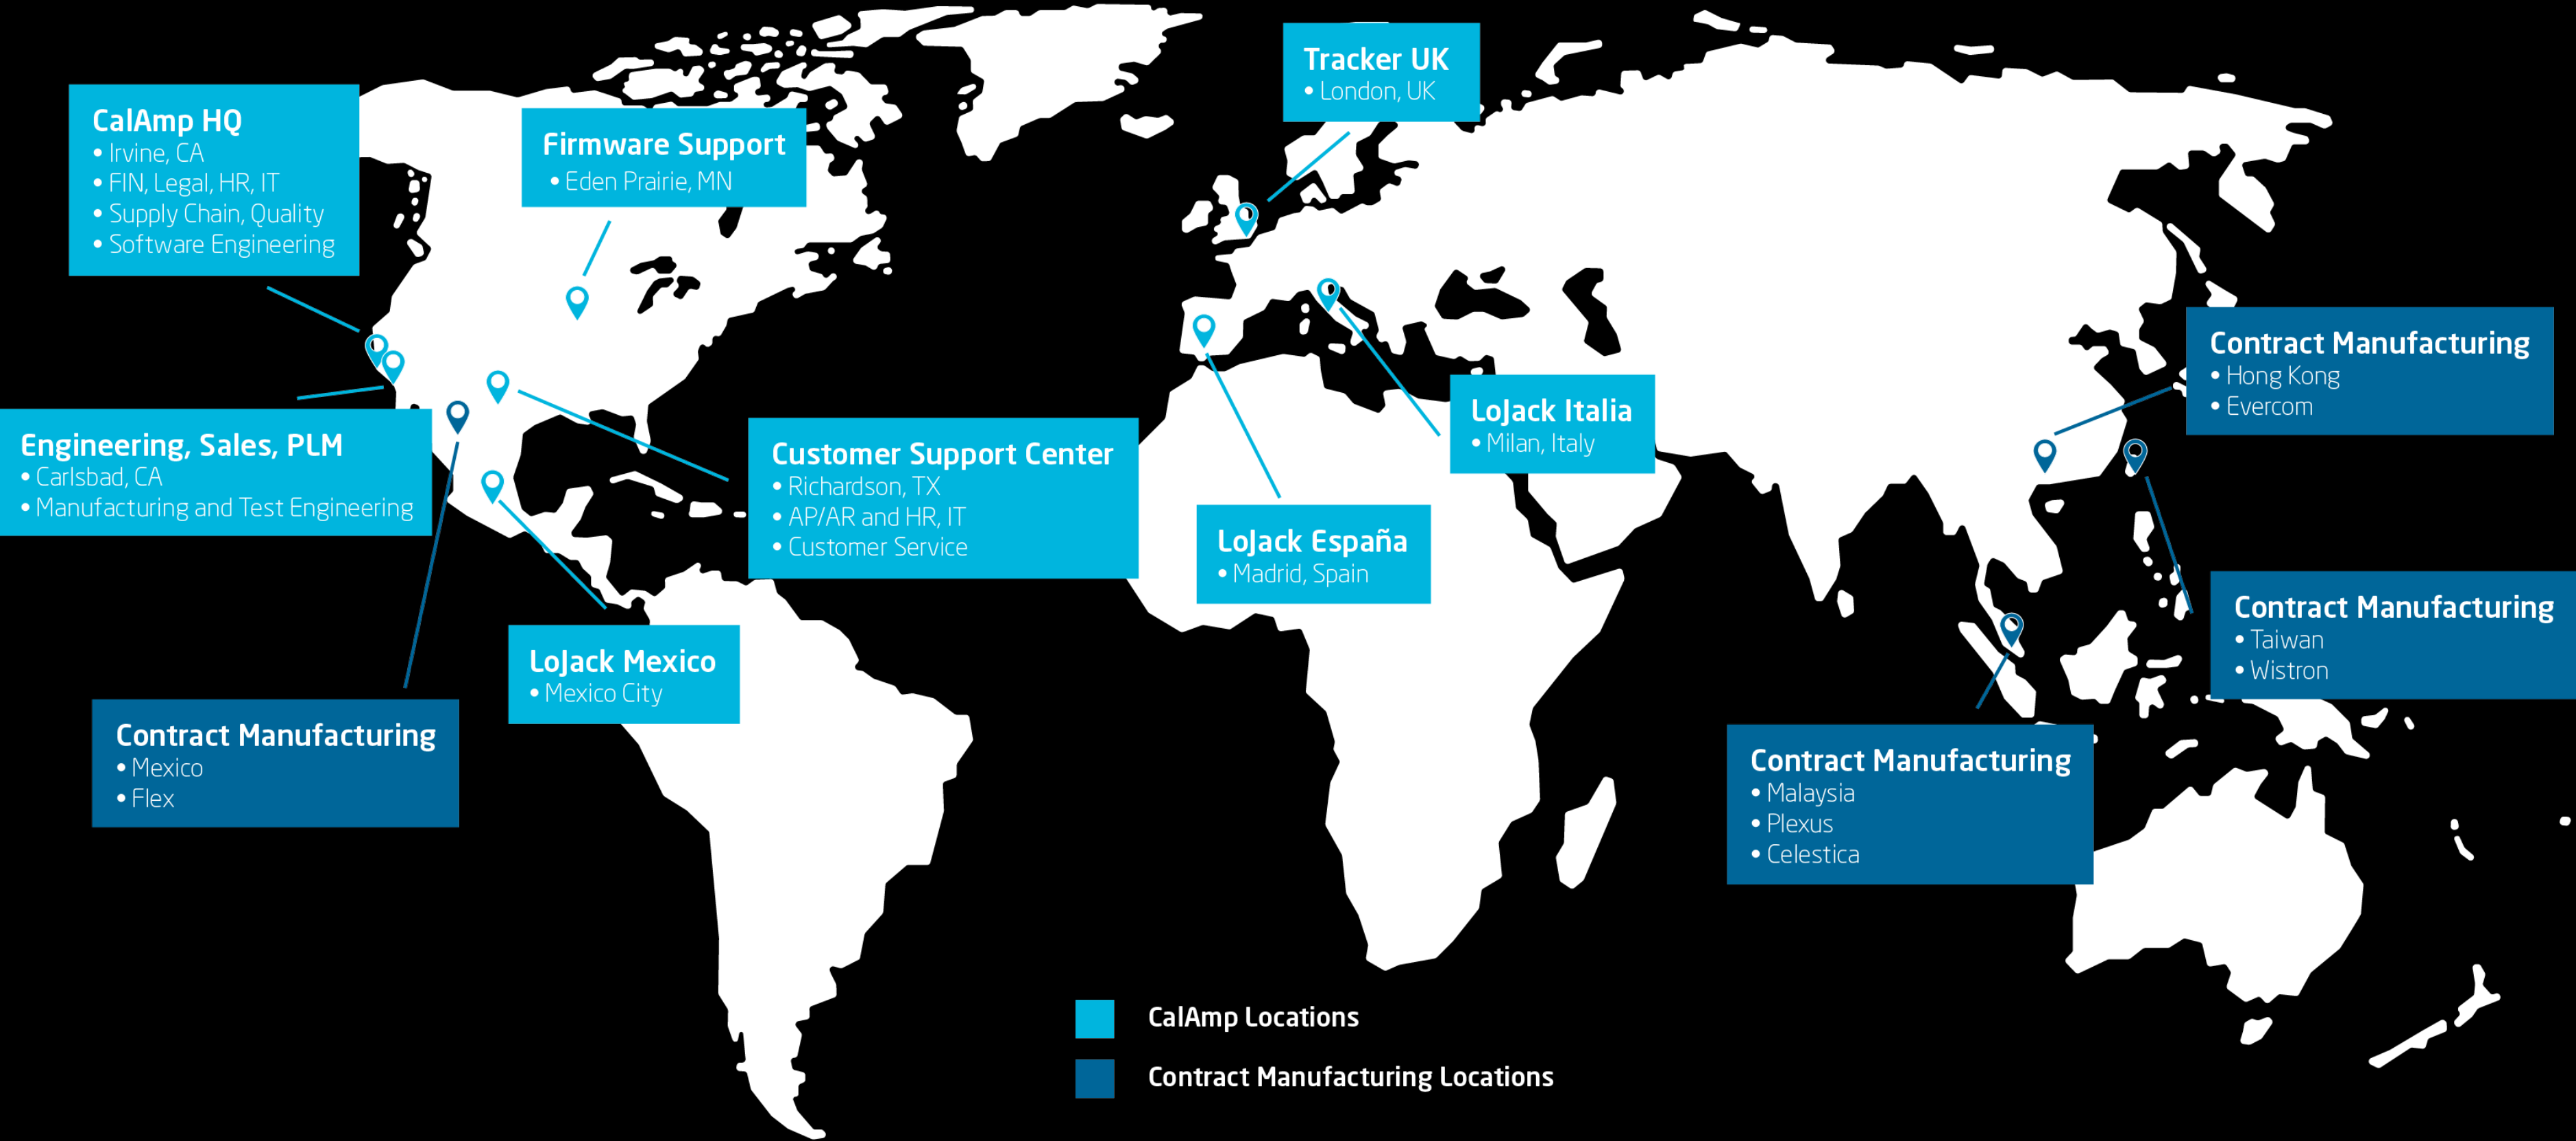 Tracker UK
• London, UK
CalAmp HQ
• Irvine, CA
• FIN, Legal, HR, IT
• Supply Chain, Quality
• Software Engineering
Firmware Support
• Eden Prairie, MN
Contract Manufacturing
• Hong Kong
• Evercom
LoJack Italia
• Milan, Italy
Engineering, Sales, PLM
• Carlsbad, CA
• Manufacturing and Test Engineering
Customer Support Center
• Richardson, TX
• AP/AR and HR, IT
• Customer Service
LoJack España
• Madrid, Spain
Contract Manufacturing
• Taiwan
• Wistron
LoJack Mexico
• Mexico City
Contract Manufacturing
• Mexico
• Flex
Contract Manufacturing
• Malaysia
• Plexus
• Celestica
CalAmp Locations
Contract Manufacturing Locations